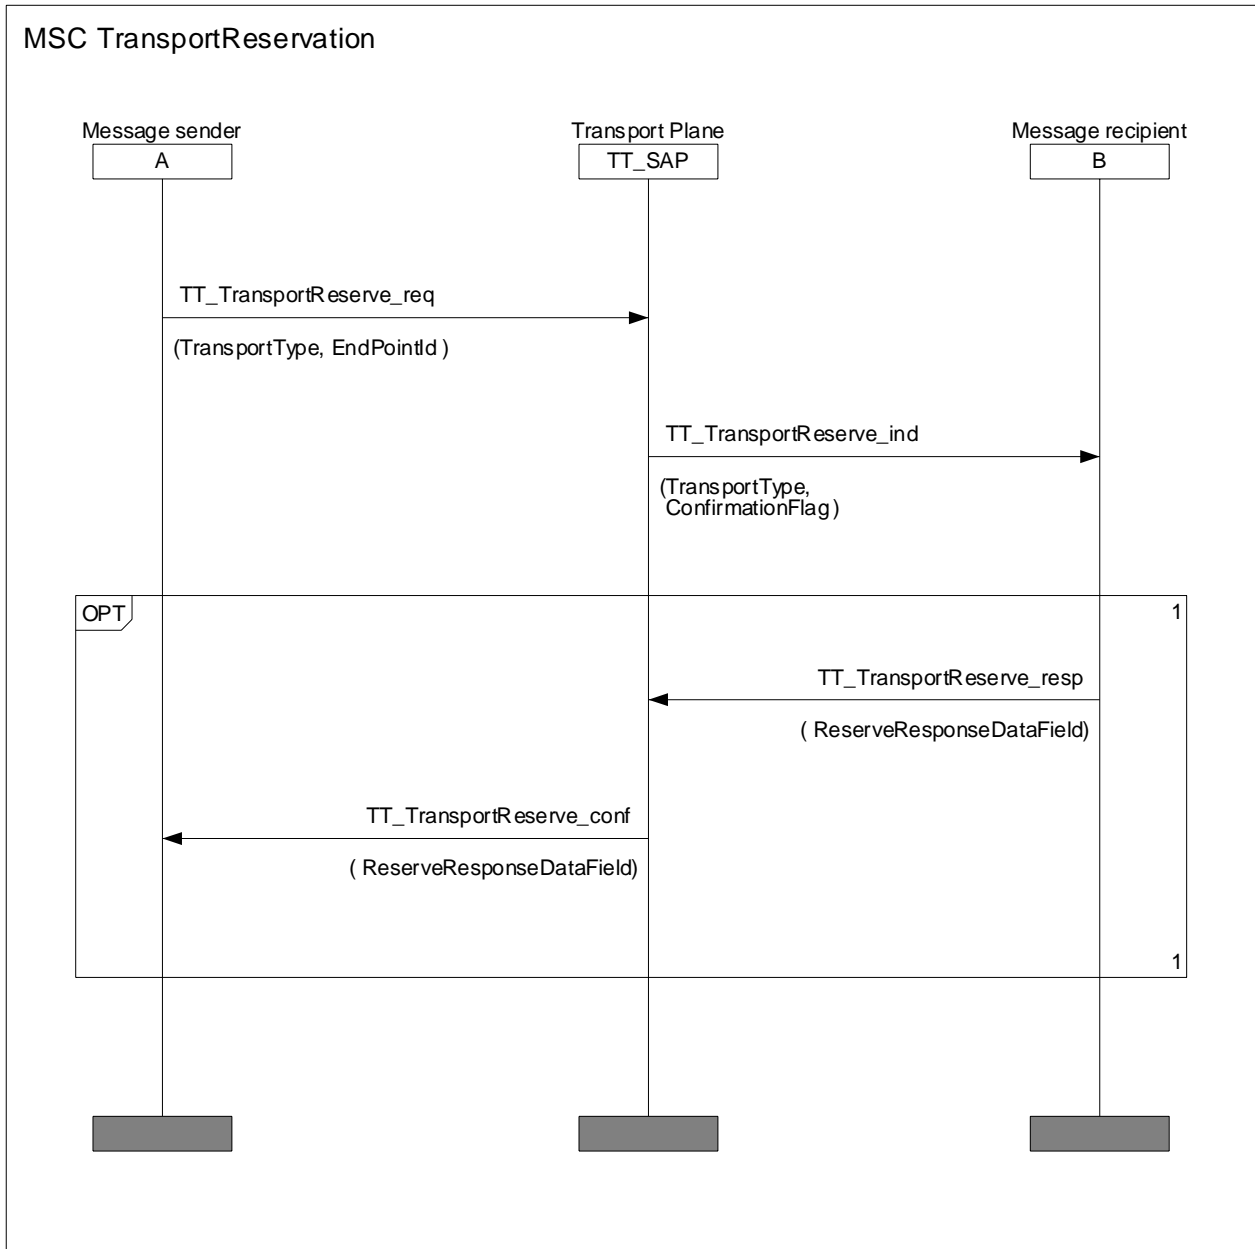 MSC TransportReservation
Message sender
Transport Plane
Message recipient
A
TT_SAP
B
TT_TransportReserve_req
(TransportType, EndPointId )
TT_TransportReserve_ind
(TransportType,
ConfirmationFlag )
OPT
1
TT_TransportReserve_resp
( ReserveResponseDataField)
TT_TransportReserve_conf
( ReserveResponseDataField)
1